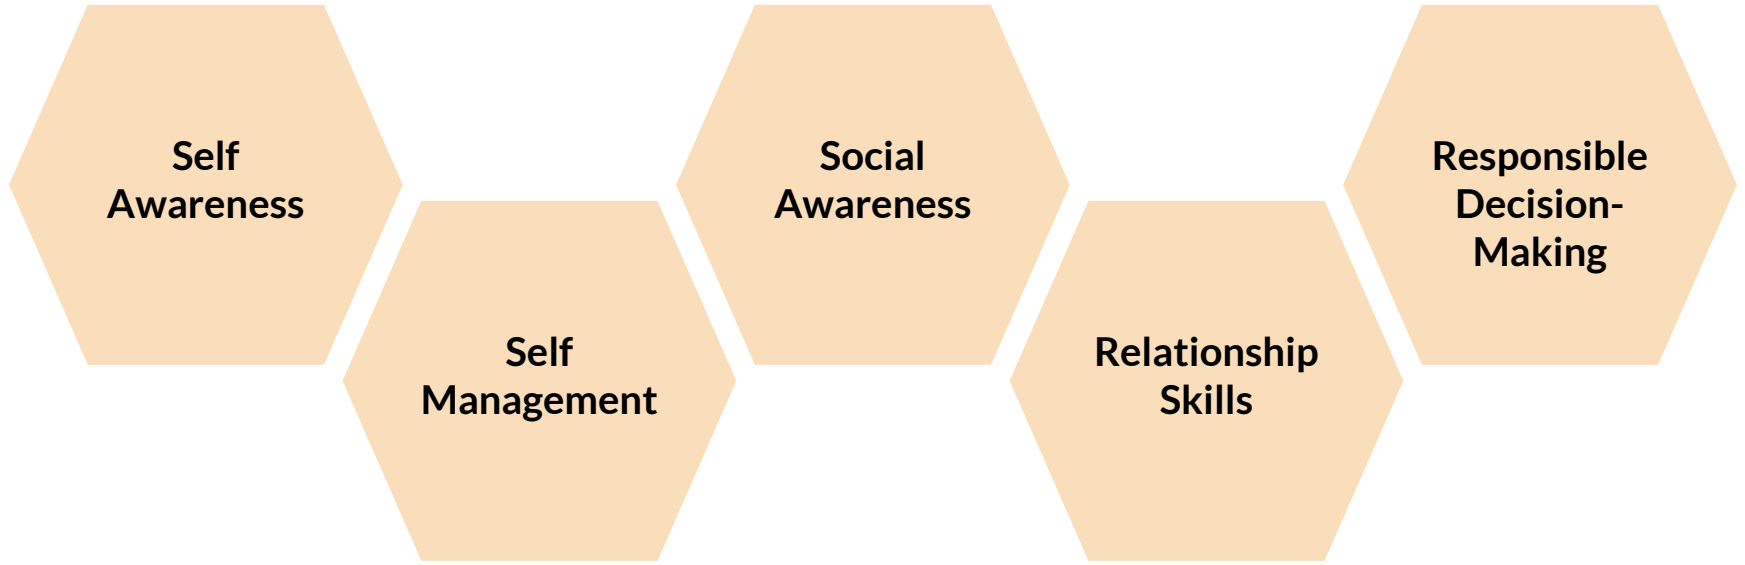 Self
Awareness
Self
Management
Social
Awareness
Relationship
Skills
Responsible
Decision-
Making